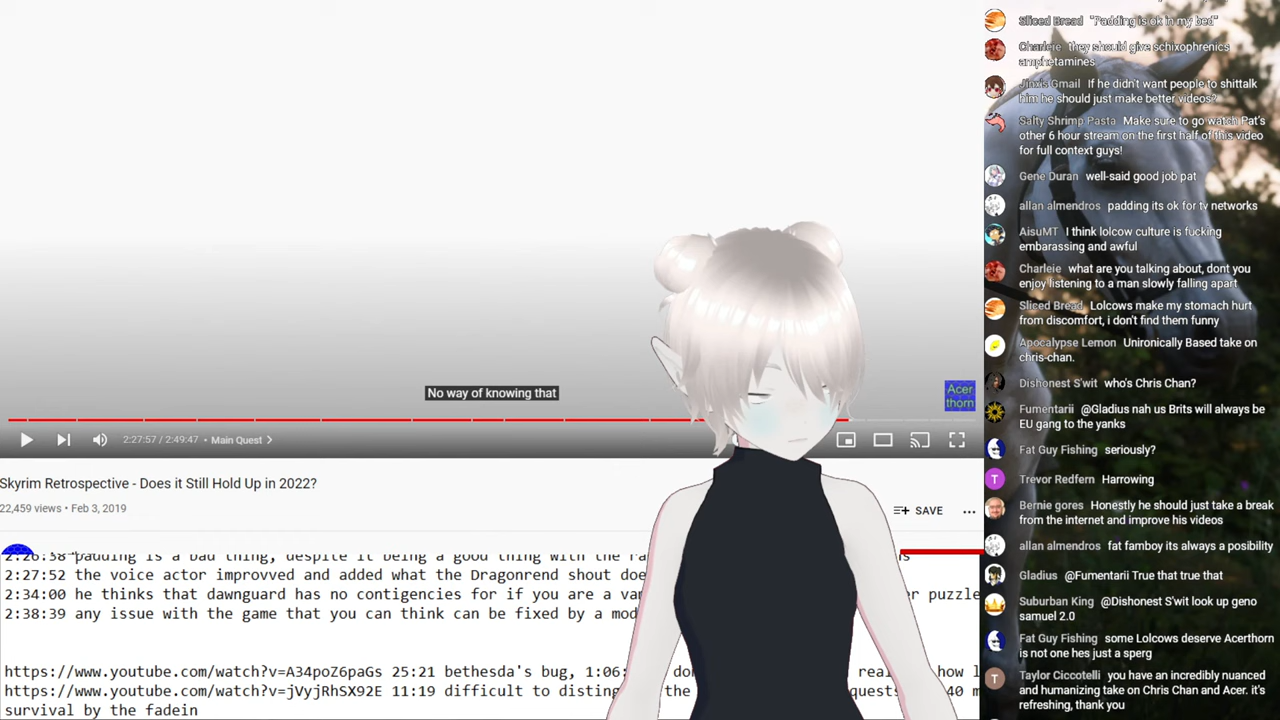 No way of knowing that
Acer
thorn
2:27:57 / 2:49:47 • Main Quest
Skyrim Retrospective - Does it Still Hold Up in 2022?
22,459 views • Feb 3, 2019
SAVE
2:26:38 "padding is a bad thing, despite it being a good thing with the
2:27:52 the voice actor improvved and added what the Dragonrend shout
2:34:00 he thinks that dawnguard has no contigencies for if you are a
2:38:39 any issue with the game that you can think can be fixed by a mod
https://www.youtube.com/watch?v=A34poZ6paGs 25:21 bethesda's bug,
https://www.youtube.com/watch?v=jVyjRhSX92E 11:19 difficult to
survival by the fadein
Sliced Bread "Padding is ok in my bed"
Charleie they should give schixophrenics
amphetamines
Jinxis Gmail If he didn't want people to shittalk
him he should just make better videos?
Salty Shrimp Pasta Make sure to go watch Pat's
other 6 hour stream on the first half of this video
for full context guys!
Gene Duran well-said good job pat
allan almendros padding its ok for tv networks
AisuMT I think lolcow culture is fucking
embarassing and awful
Charleie what are you talking about, dont you
enjoy listening to a man slowly falling apart
Sliced Bread Lolcows make my stomach hurt
from discomfort, i don't find them funny
Apocalypse Lemon Unironically Based take on
chris-chan.
Dishonest S'wit who's Chris Chan?
Fumentarii @Gladius nah us Brits will always be
EU gang to the yanks
Fat Guy Fishing seriously?
Trevor Redfern Harrowing
Bernie gores Honestly he should just take a break
from the internet and improve his videos
allan almendros fat famboy its always a posibility
Gladius @Fumentarii True that true that
Suburban King @Dishonest S'wit look up geno
samuel 2.0
Fat Guy Fishing some Lolcows deserve Acerthorn
is not one hes just a sperg
Taylor Ciccotelli you have an incredibly nuanced
and humanizing take on Chris Chan and Acer. it's
refreshing, thank you